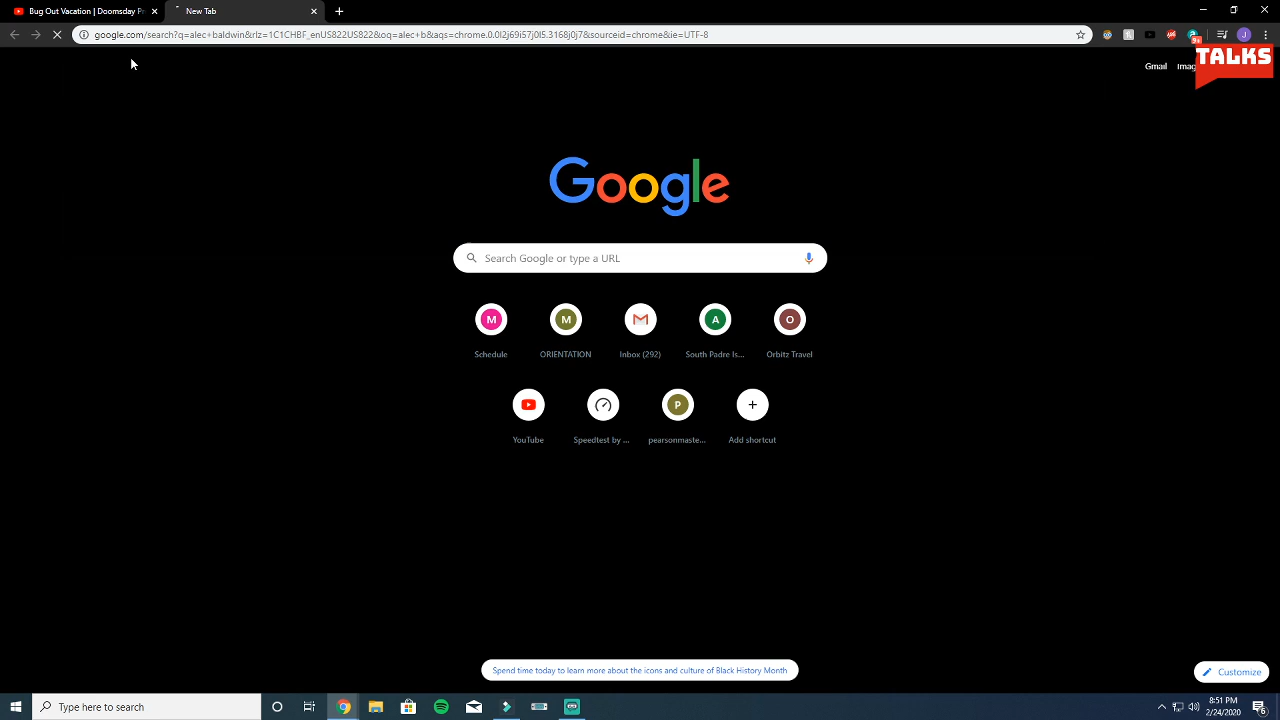 Bug Out Vacation | Doomsday Pr
New Tab
google.com/search?q=alec+baldwin&rlz=1C1CHBF_enUS822US822&oq=alec+b&aqs=chrome.0.0l2j69i57j0l5.3168j0j7&sourceid=chrome&ie=UTF-8
9+
J
TALKS
Gmail Imag
Google
Search Google or type a URL
M M A O
Schedule ORIENTATION Inbox (292) South Padre Is... Orbitz Travel
P
YouTube Speedtest by ... pearsonmaste... Add shortcut
Spend time today to learn more about the icons and culture of Black History Month
Customize
Type here to search
8:51 PM
2/24/2020